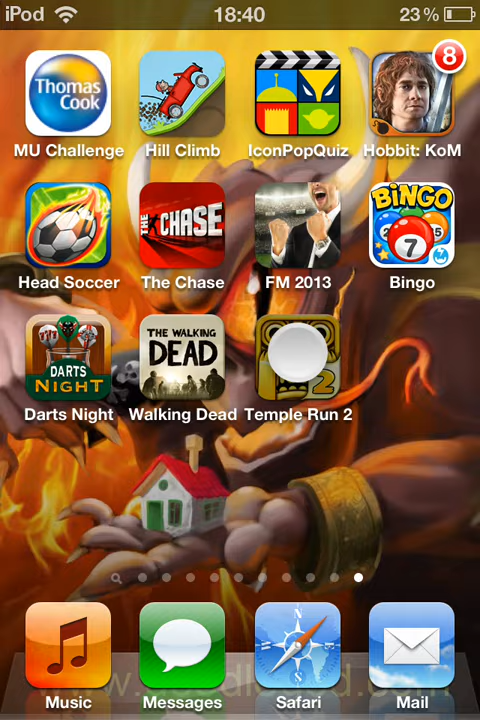 iPod 18:40 23%
8
Thomas
Cook
MU Challenge Hill Climb IconPopQuiz Hobbit: KoM
THE CHASE
BINGO
7
Head Soccer The Chase FM 2013 Bingo
DARTS
NIGHT
THE WALKING
DEAD
2
Darts Night Walking Dead Temple Run 2
N
Music Messages Safari Mail